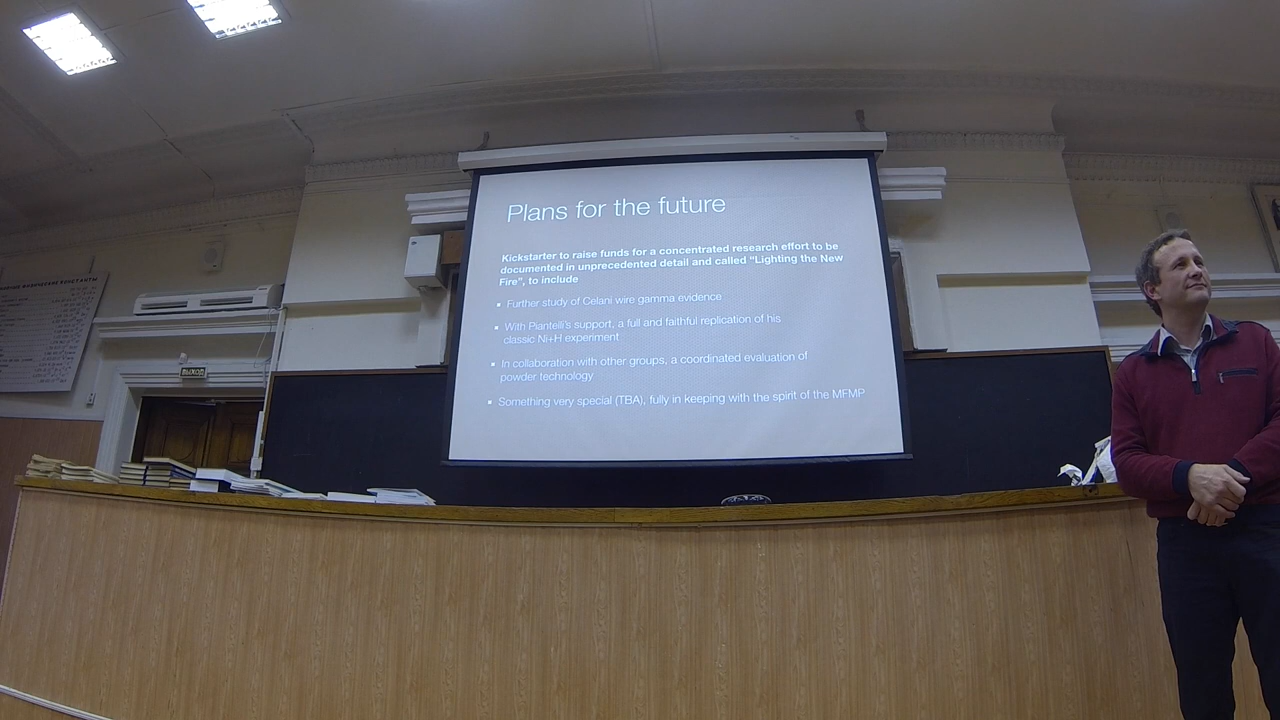 Plans for the future
Kickstarter to raise funds for a concentrated research effort to be
documented in unprecedented detail and called “Lighting the New
Fire”, to include
▪ Further study of Celani wire gamma evidence
▪ With Piantelli’s support, a full and faithful replication of his
classic Ni+H experiment
▪ In collaboration with other groups, a coordinated evaluation of
powder technology
▪ Something very special (TBA), fully in keeping with the spirit of the MFMP
ФИЗИЧЕСКИЕ КОНСТАНТЫ
ВЫХОД